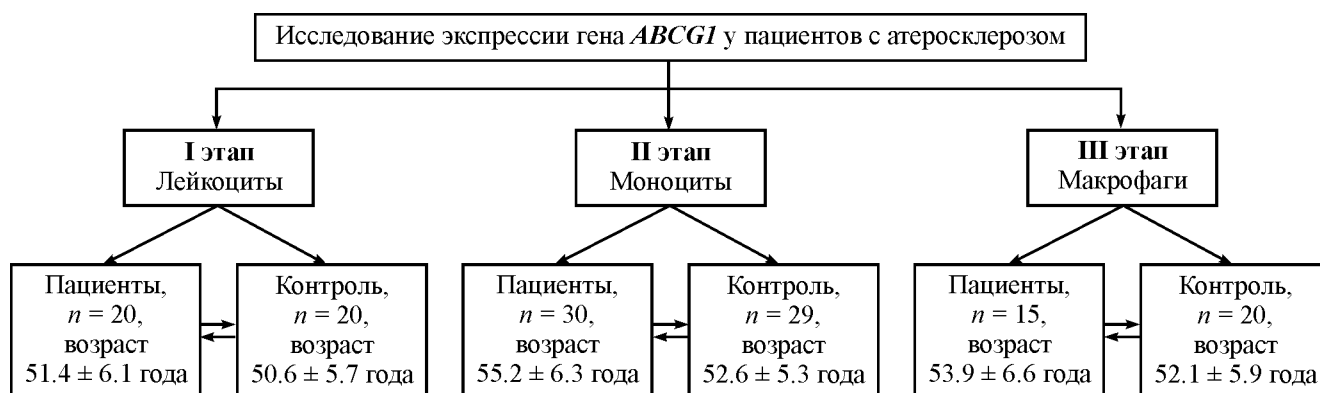 Исследование экспрессии гена ABCG1 у пациентов с атеросклерозом
I этап
Лейкоциты
II этап
Моноциты
III этап
Макрофаги
Пациенты,
n = 20,
возраст
51.4 ± 6.1 года
Контроль,
n = 20,
возраст
50.6 ± 5.7 года
Пациенты,
n = 30,
возраст
55.2 ± 6.3 года
Контроль,
n = 29,
возраст
52.6 ± 5.3 года
Пациенты,
n = 15,
возраст
53.9 ± 6.6 года
Контроль,
n = 20,
возраст
52.1 ± 5.9 года